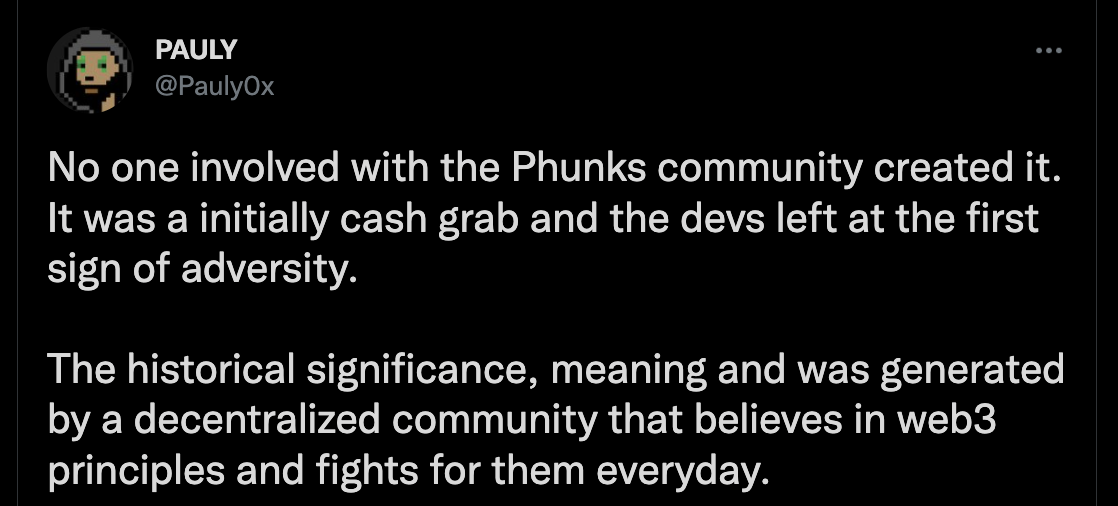 PAULY
@Pauly0x
No one involved with the Phunks community created it.
It was a initially cash grab and the devs left at the first
sign of adversity.
The historical significance, meaning and was generated
by a decentralized community that believes in web3
principles and fights for them everyday.